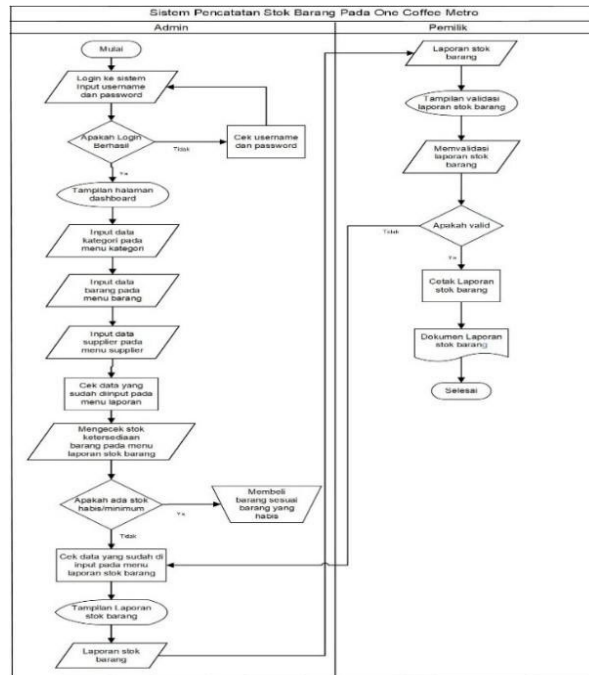 Sistem Pencatatan Stok Barang Pada One Coffee Metro
Admin
Pemilik
Mulai
Login ke sistem
Input username
dan password
Apakah Login
Berhasil
Tidak
Cek username
dan password
Ya
Tampilan halaman
dashboard
Input data
kategori pada
menu kategori
Input data
barang pada
menu barang
Input data
supplier pada
menu supplier
Cek data yang
sudah diinput pada
menu laporan
Mengecek stok
ketersediaan
barang pada menu
laporan stok barang
Apakah ada stok
habis/minimum
Ya
Membeli
barang sesuai
barang yang
habis
Tidak
Cek data yang sudah di
input pada menu
laporan stok barang
Tampilan Laporan
stok barang
Laporan stok
barang
Laporan stok
barang
Tampilan validasi
laporan stok barang
Memvalidasi
laporan stok
barang
Apakah valid
Tidak
Ya
Cetak Laporan
stok barang
Dokumen Laporan
stok barang
Selesai